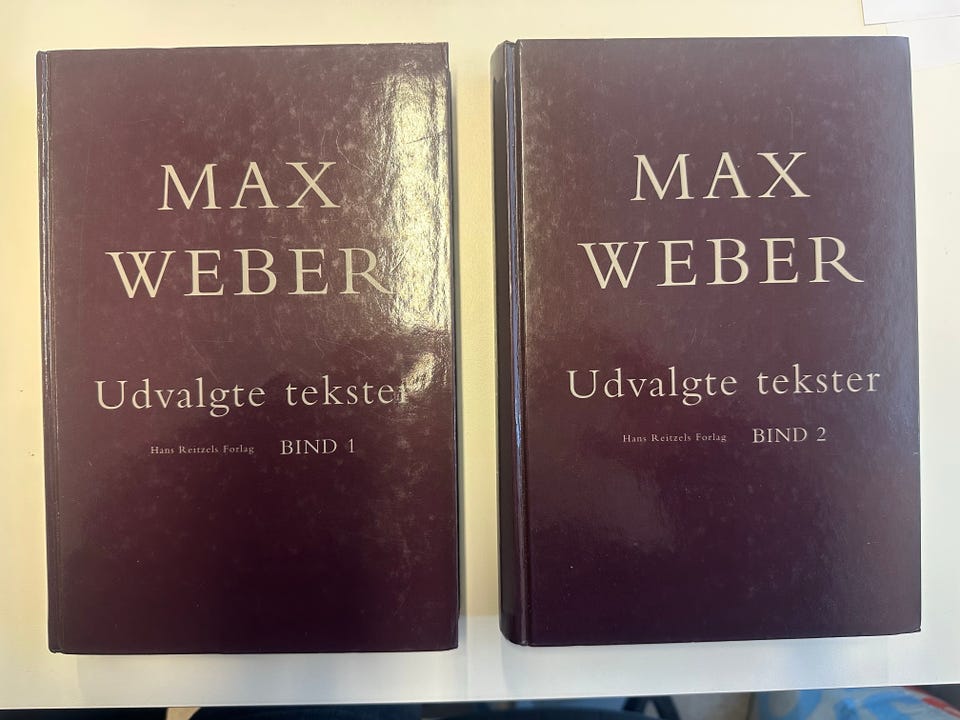 MAX
WEBER
Udvalgte tekster
Hans Reitzels Forlag BIND 1
MAX
WEBER
Udvalgte tekster
Hans Reitzels Forlag BIND 2